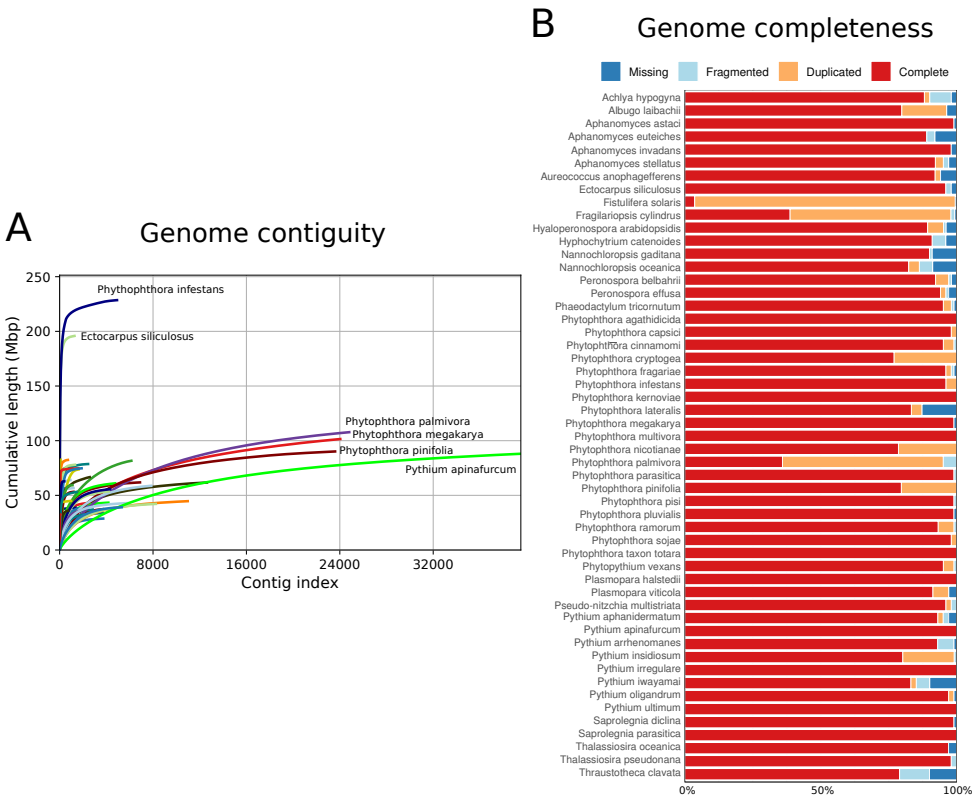 A
Genome contiguity
250
200
150
100
50
0
Cumulative length (Mbp)
Phythophthora infestans
Ectocarpus siliculosus
Phytophthora palmivora
Phytophthora megakarya
Phytophthora pinifolia
Pythium apinafurcum
0
8000
16000
24000
32000
Contig index
B
Genome completeness
Missing
Fragmented
Duplicated
Complete
Achlya hypogyna
Albugo laibachii
Aphanomyces astaci
Aphanomyces euteiches
Aphanomyces invadans
Aphanomyces stellatus
Aureococcus anophagefferens
Ectocarpus siliculosus
Fistulifera solaris
Fragilariopsis cylindrus
Hyaloperonospora arabidopsidis
Hyphochytrium catenoides
Nannochloropsis gaditana
Nannochloropsis oceanica
Peronospora belbahrii
Peronospora effusa
Phaeodactylum tricornutum
Phytophthora agathidicida
Phytophthora capsici
Phytophthora cinnamomi
Phytophthora cryptogea
Phytophthora fragariae
Phytophthora infestans
Phytophthora kernoviae
Phytophthora lateralis
Phytophthora megakarya
Phytophthora multivora
Phytophthora nicotianae
Phytophthora palmivora
Phytophthora parasitica
Phytophthora pinifolia
Phytophthora pisi
Phytophthora pluvialis
Phytophthora ramorum
Phytophthora sojae
Phytophthora taxon totara
Phytopythium vexans
Plasmopara halstedii
Plasmopara viticola
Pseudo-nitzchia multistriata
Pythium aphanidermatum
Pythium apinafurcum
Pythium arrhenomanes
Pythium insidiosum
Pythium irregulare
Pythium iwayamai
Pythium oligandrum
Pythium ultimum
Saprolegnia diclina
Saprolegnia parasitica
Thalassiosira oceanica
Thalassiosira pseudonana
Thraustotheca clavata
0%
50%
100%